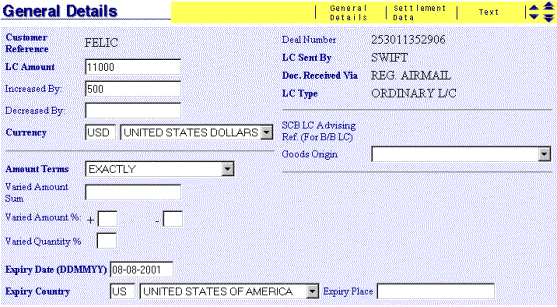 General Details
General Details
Settlement Data
Text
Customer Reference FELIC
LC Amount 11000
Increased By: 500
Decreased By:
Currency USD UNITED STATES DOLLARS
Deal Number 253011352906
LC Sent By SWIFT
Doc. Received Via REG. AIRMAIL
LC Type ORDINARY L/C
SCB LC Advising
Ref. (For B/B LC)
Goods Origin
Amount Terms EXACTLY
Varied Amount
Sum
Varied Amount %: + -
Varied Quantity %
Expiry Date (DDMMYY) 08-08-2001
Expiry Country US UNITED STATES OF AMERICA Expiry Place